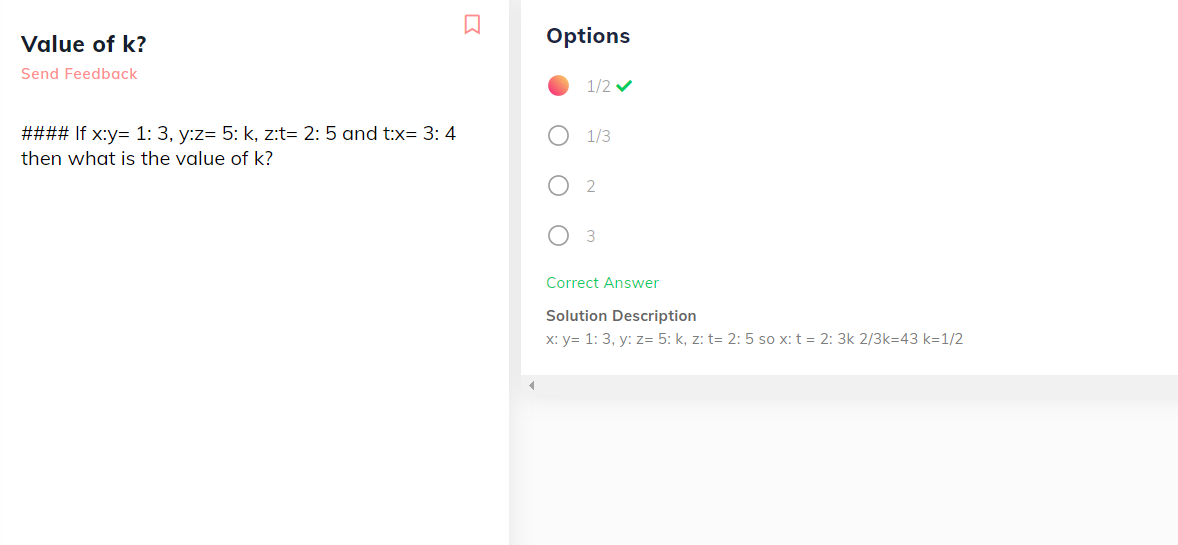 Value of k?
Send Feedback
#### If x:y= 1: 3, y:z= 5: k, z:t= 2: 5 and t:x= 3: 4
then what is the value of k?
Options
1/2
1/3
2
3
Correct Answer
Solution Description
x: y= 1: 3, y: z= 5: k, z: t= 2: 5 so x: t = 2: 3k 2/3k=43 k=1/2